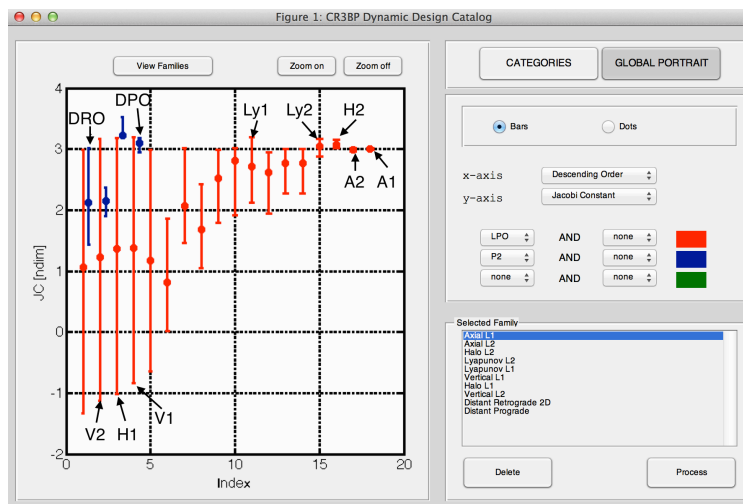 Figure 1: CR3BP Dynamic Design Catalog
View Families
Zoom on
Zoom off
CATEGORIES
GLOBAL PORTRAIT
4
3
2
1
0
-1
-2
JC [ndim]
DRO
DPO
Ly1
Ly2
H2
A2
A1
V2
H1
V1
0
5
10
15
20
Index
Bars
Dots
x-axis
Descending Order
y-axis
Jacobi Constant
LPO AND none
P2 AND none
none AND none
Selected Family
Axial L1
Axial L2
Halo L2
Lyapunov L2
Lyapunov L1
Vertical L1
Halo L1
Vertical L2
Distant Retrograde 2D
Distant Prograde
Delete
Process